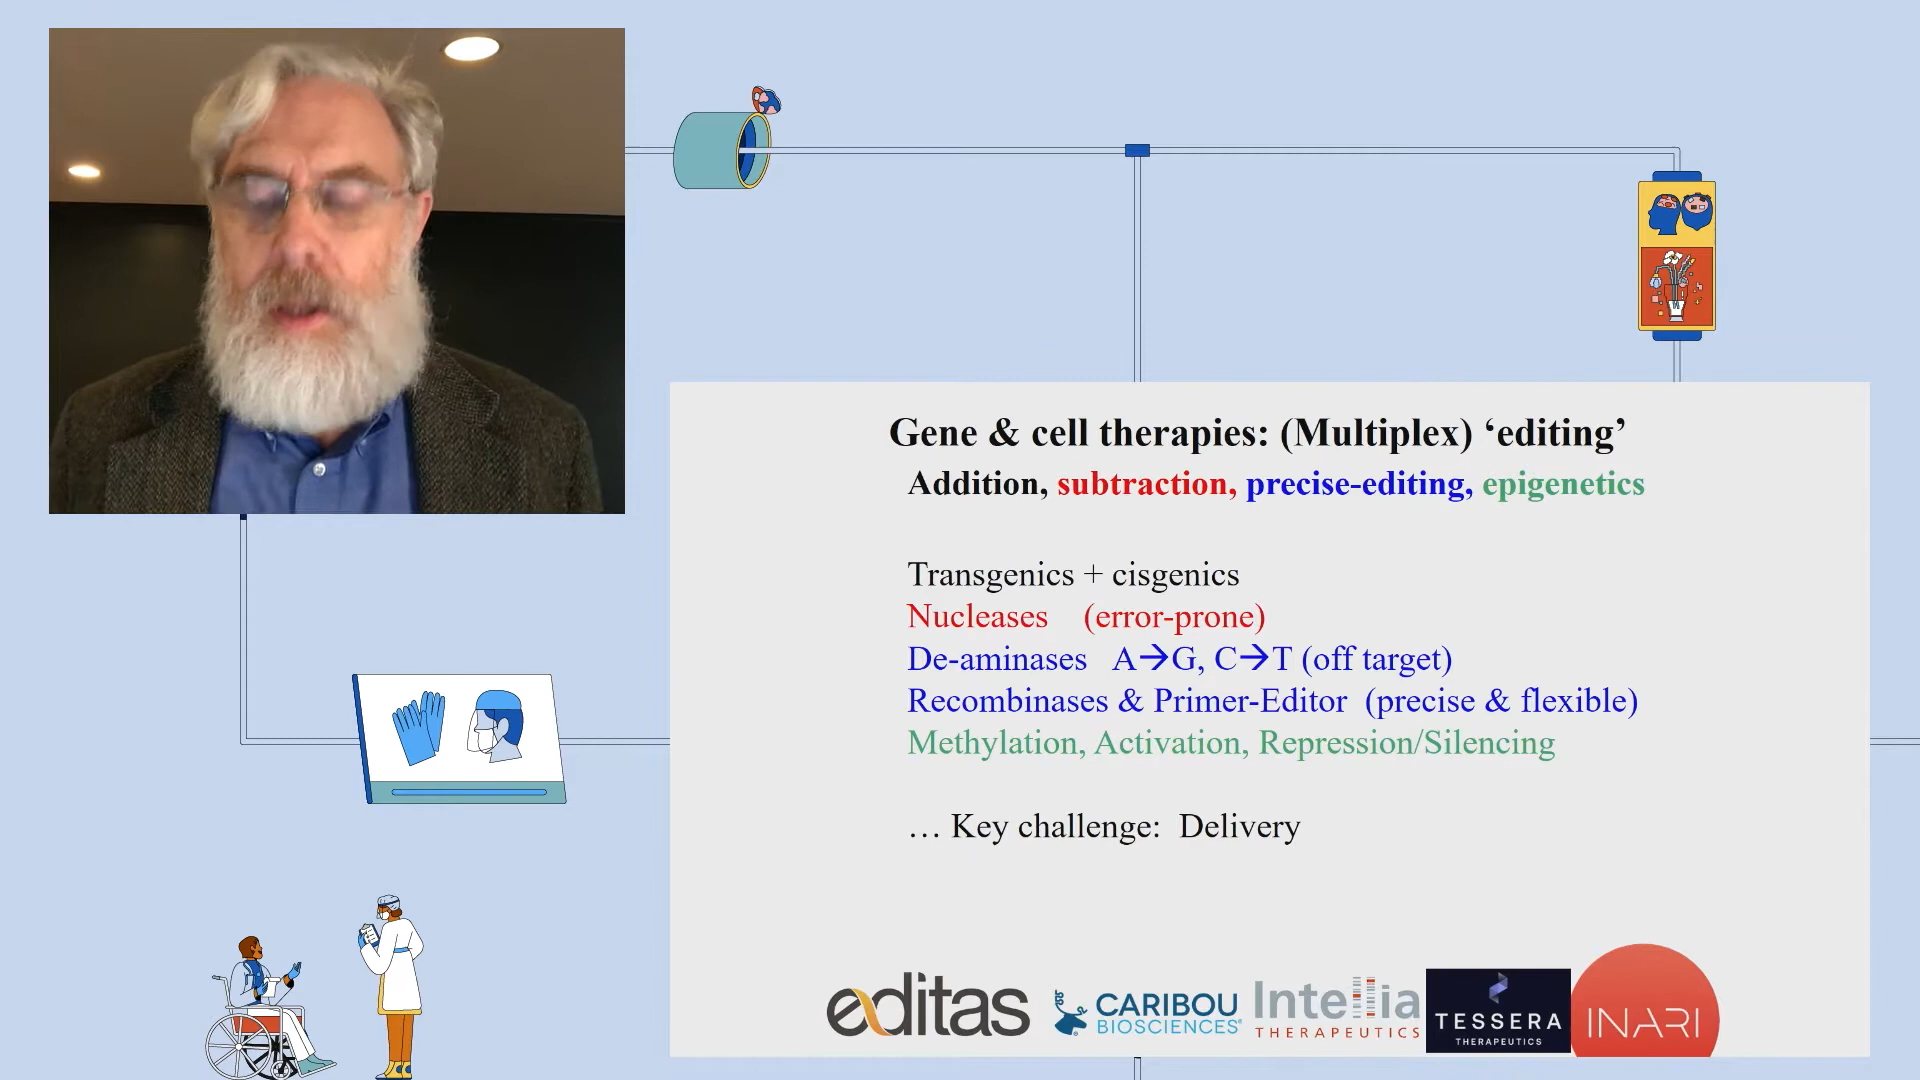 Gene & cell therapies: (Multiplex) ‘editing’
Addition, subtraction, precise-editing, epigenetics
Transgenics + cisgenics
Nucleases (error-prone)
De-aminases A→G, C→T (off target)
Recombinases & Primer-Editor (precise & flexible)
Methylation, Activation, Repression/Silencing
… Key challenge: Delivery
editas
CARIBOU
BIOSCIENCES
Intellia
THERAPEUTICS
TESSERA
THERAPEUTICS
INARI